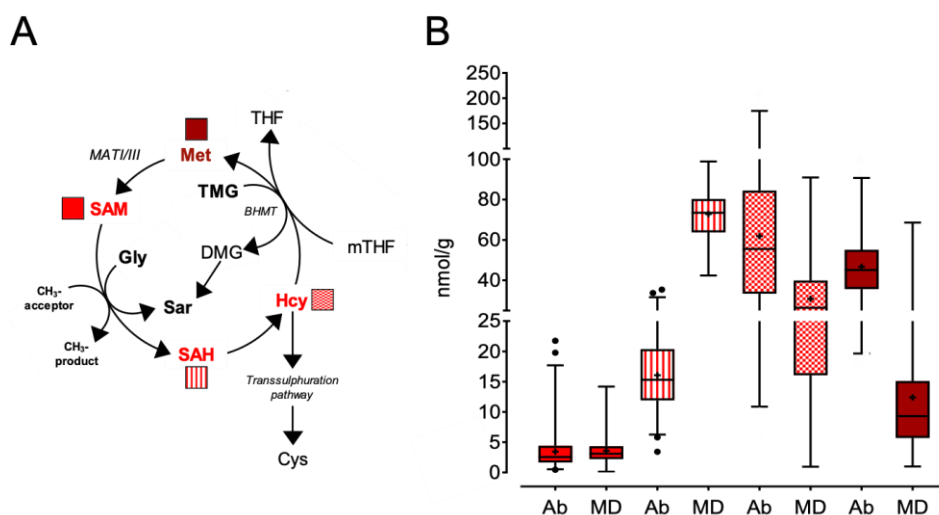 A
THF
MATI/III
Met
TMG
BHMT
SAM
Gly
DMG
mTHF
CH₃-
acceptor
Sar
Hcy
CH₃-
product
SAH
Transsulphuration
pathway
Cys
B
nmol/g
250
200
150
100
80
60
40
25
20
15
10
5
0
Ab MD Ab MD Ab MD Ab MD